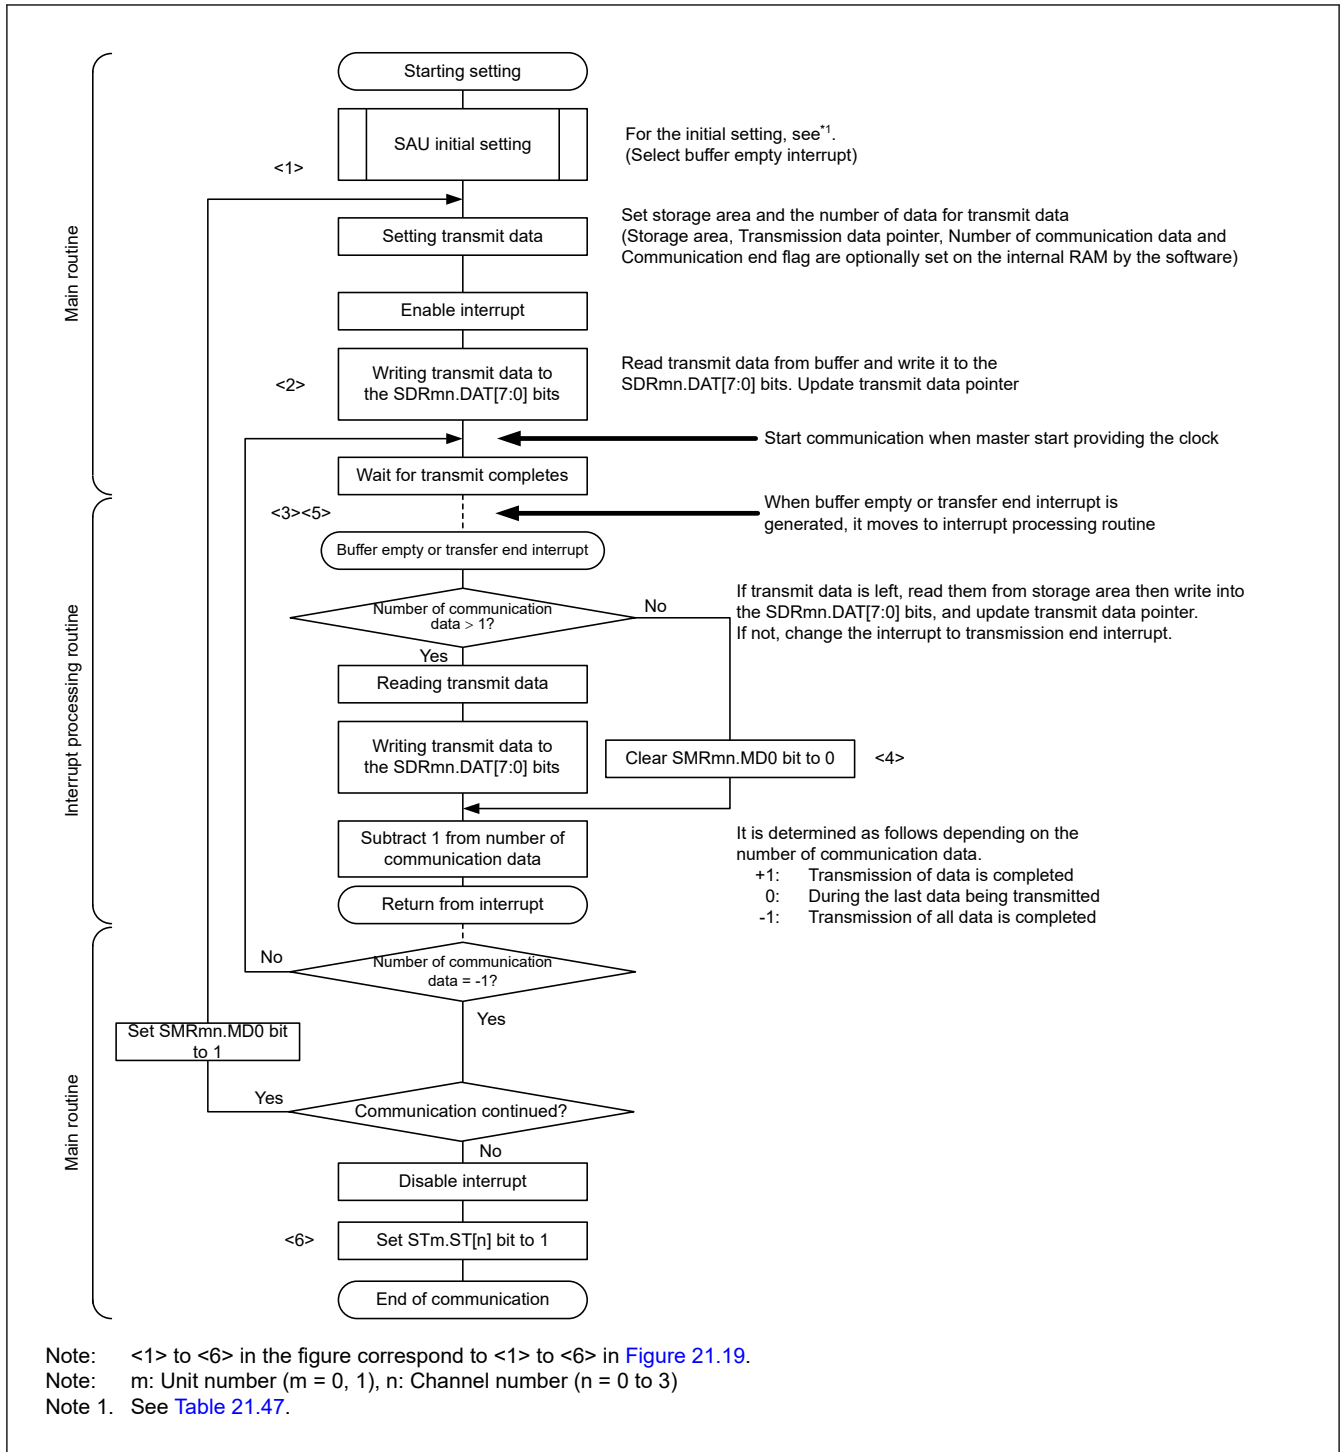 Starting setting
SAU initial setting
For the initial setting, see*1.
(Select buffer empty interrupt)
<1>
Setting transmit data
Set storage area and the number of data for transmit data
(Storage area, Transmission data pointer, Number of communication data and
Communication end flag are optionally set on the internal RAM by the software)
Main routine
Enable interrupt
<2>
Writing transmit data to
the SDRmn.DAT[7:0] bits
Read transmit data from buffer and write it to the
SDRmn.DAT[7:0] bits. Update transmit data pointer
Start communication when master start providing the clock
Wait for transmit completes
<3><5>
When buffer empty or transfer end interrupt is
generated, it moves to interrupt processing routine
Buffer empty or transfer end interrupt
Number of communication
data > 1?
No
If transmit data is left, read them from storage area then write into
the SDRmn.DAT[7:0] bits, and update transmit data pointer.
If not, change the interrupt to transmission end interrupt.
Yes
Reading transmit data
Interrupt processing routine
Writing transmit data to
the SDRmn.DAT[7:0] bits
Clear SMRmn.MD0 bit to 0
<4>
Subtract 1 from number of
communication data
It is determined as follows depending on the
number of communication data.
+1: Transmission of data is completed
0: During the last data being transmitted
-1: Transmission of all data is completed
Return from interrupt
No
Number of communication
data = -1?
Yes
Set SMRmn.MD0 bit
to 1
Main routine
Yes
Communication continued?
No
Disable interrupt
<6>
Set STm.ST[n] bit to 1
End of communication
Note: <1> to <6> in the figure correspond to <1> to <6> in Figure 21.19.
Note: m: Unit number (m = 0, 1), n: Channel number (n = 0 to 3)
Note 1. See Table 21.47.